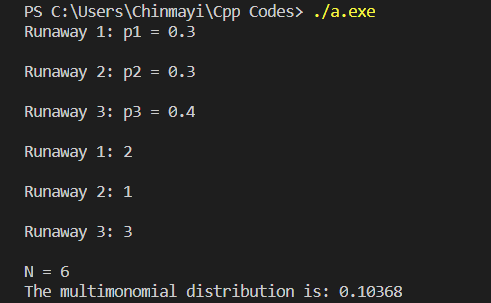 PS C:\Users\Chinmayi\Cpp Codes> ./a.exe
Runaway 1: p1 = 0.3
Runaway 2: p2 = 0.3
Runaway 3: p3 = 0.4
Runaway 1: 2
Runaway 2: 1
Runaway 3: 3
N = 6
The multimonomial distribution is: 0.10368